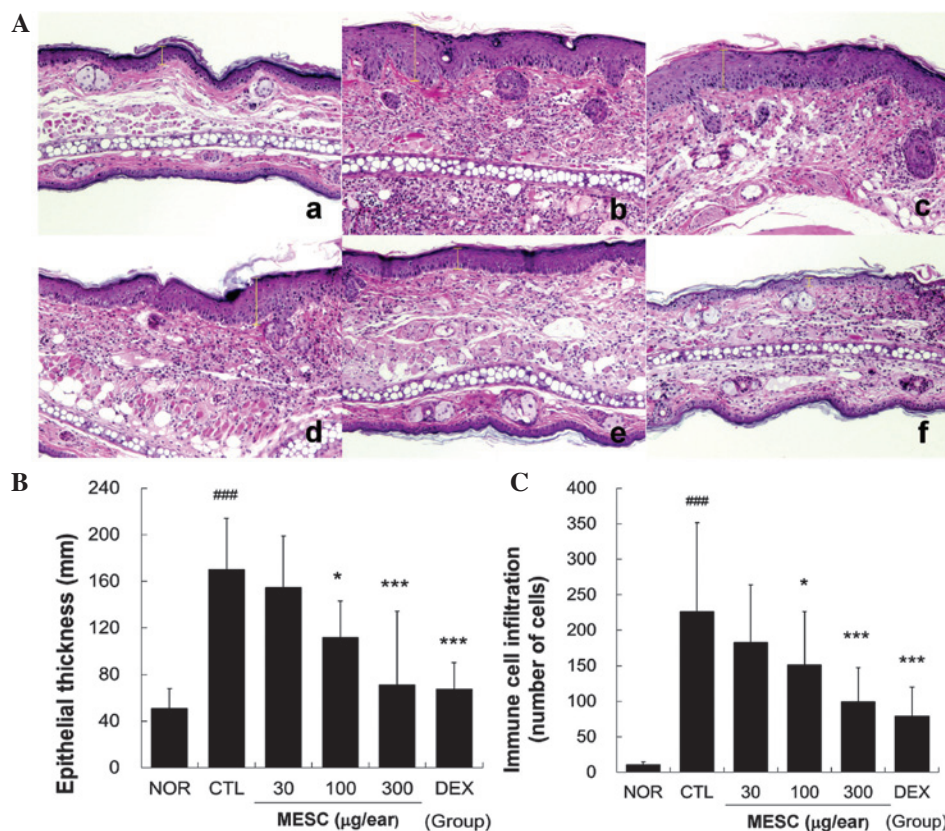 A
a
b
c
d
e
f
B
Epithelial thickness (mm)
240
200
160
120
80
40
0
###
*
***
***
NOR CTL 30 100 300 DEX
MESC (µg/ear) (Group)
C
Immune cell infiltration
(number of cells)
400
350
300
250
200
150
100
50
0
###
*
***
***
NOR CTL 30 100 300 DEX
MESC (µg/ear) (Group)